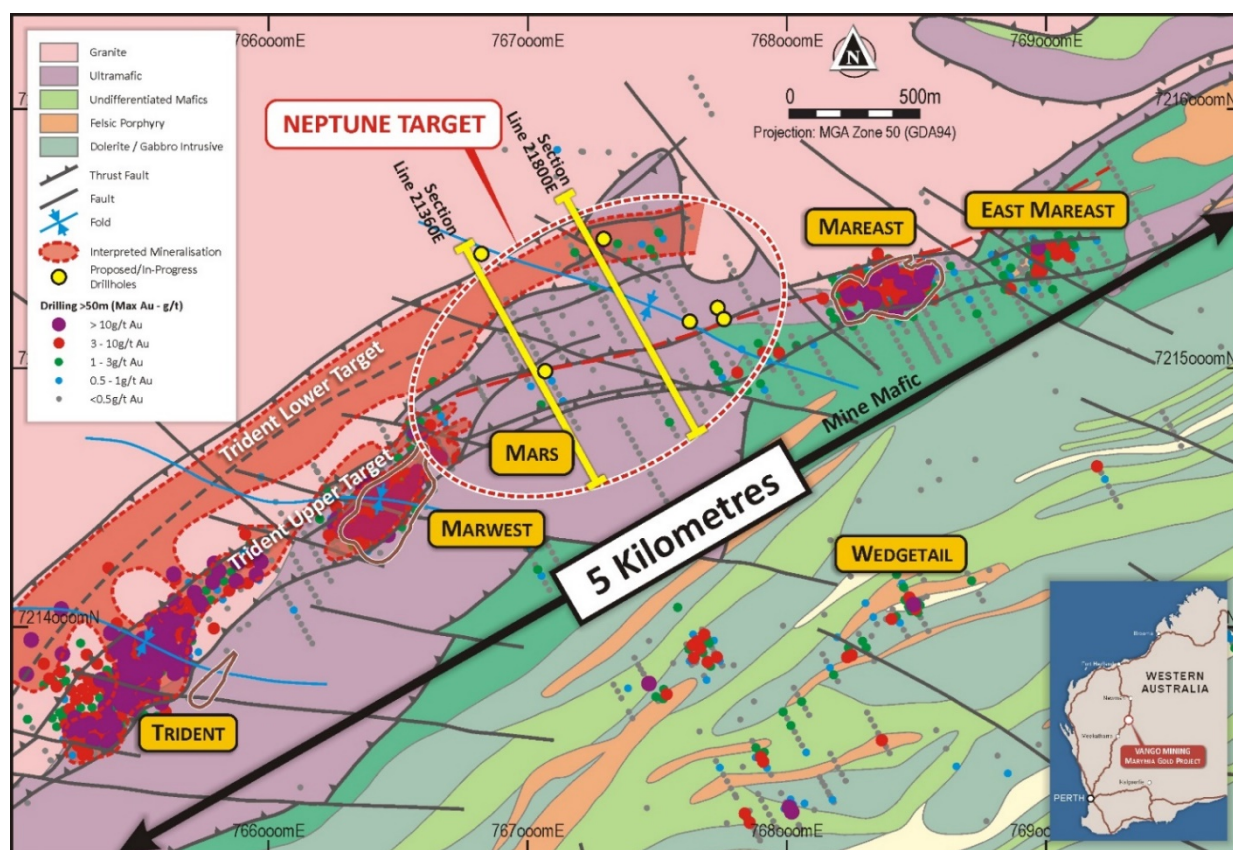 766000mE
767000mE
768000mE
769000mE
Granite
Ultramafic
Undifferentiated Mafics
Felsic Porphyry
Dolerite / Gabbro Intrusive
Thrust Fault
Fault
Fold
Interpreted Mineralisation
Proposed/In-Progress
Drillholes
Drilling >50m (Max Au - g/t)
> 10g/t Au
3 - 10g/t Au
1 - 3g/t Au
0.5 - 1g/t Au
<0.5g/t Au
N
0
500m
Projection: MGA Zone 50 (GDA94)
7216000mN
NEPTUNE TARGET
Section
Line 21360E
Section
Line 21800E
MAREAST
EAST MAREAST
7215000mN
Trident Lower Target
Trident Upper Target
MARS
MARWEST
Mine Mafic
5 Kilometres
WEDGETAIL
7214000mN
TRIDENT
WESTERN
AUSTRALIA
VANGO MINING
MARYMIA GOLD PROJECT
PERTH
766000mE
767000mE
768000mE